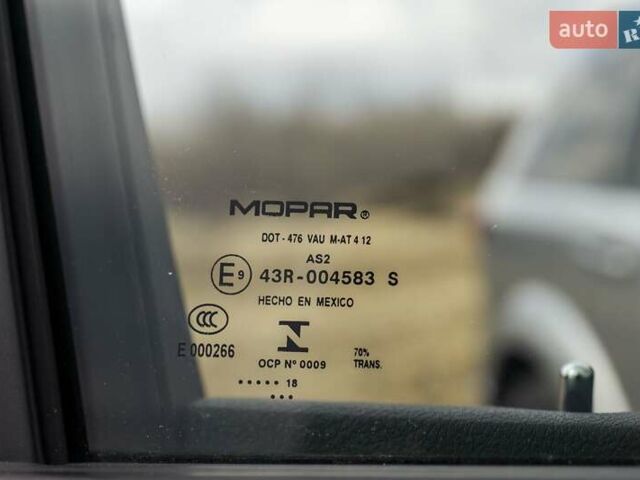 auto
R
MOPAR®
DOT-476 VAU M-AT 4 12
AS2
E9 43R-004583 S
HECHO EN MEXICO
CCC
E 000266
N
OCP Nº 0009
70%
TRANS.
..... 18
...